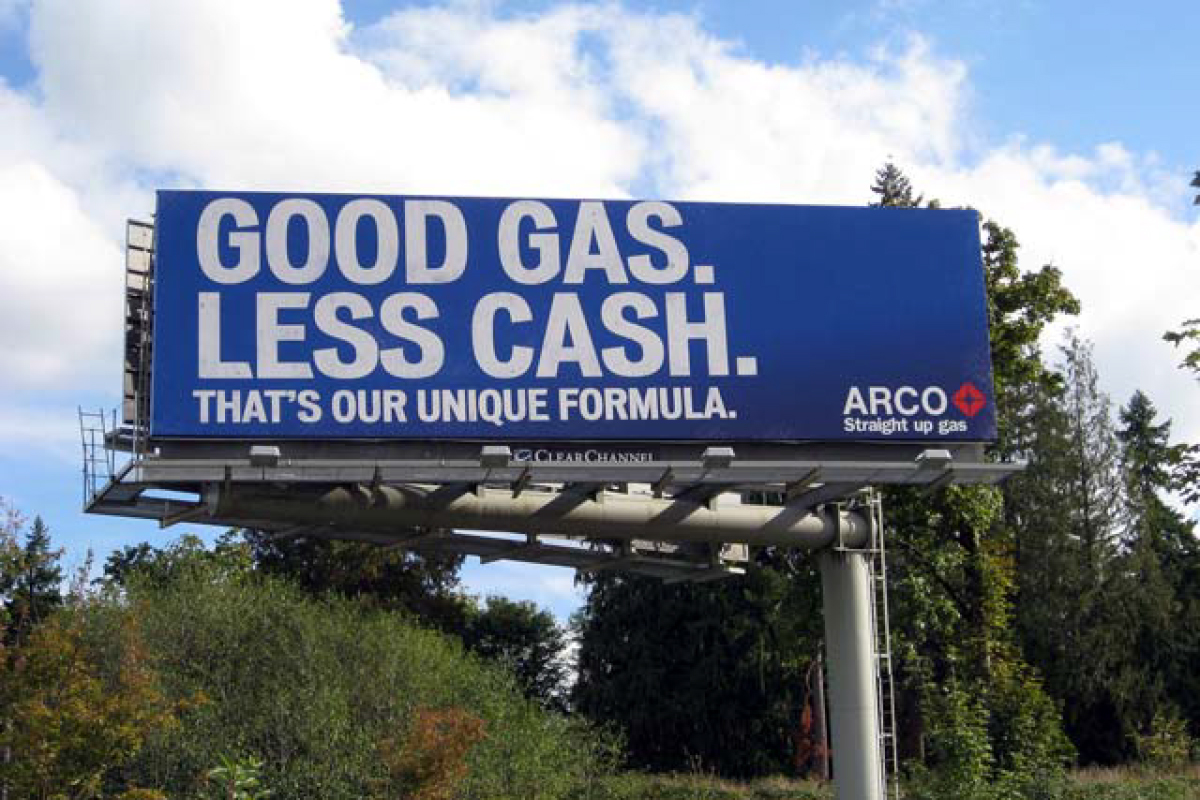 GOOD GAS.
LESS CASH.
THAT'S OUR UNIQUE FORMULA.
ARCO
Straight up gas
CLEARCHANNEL